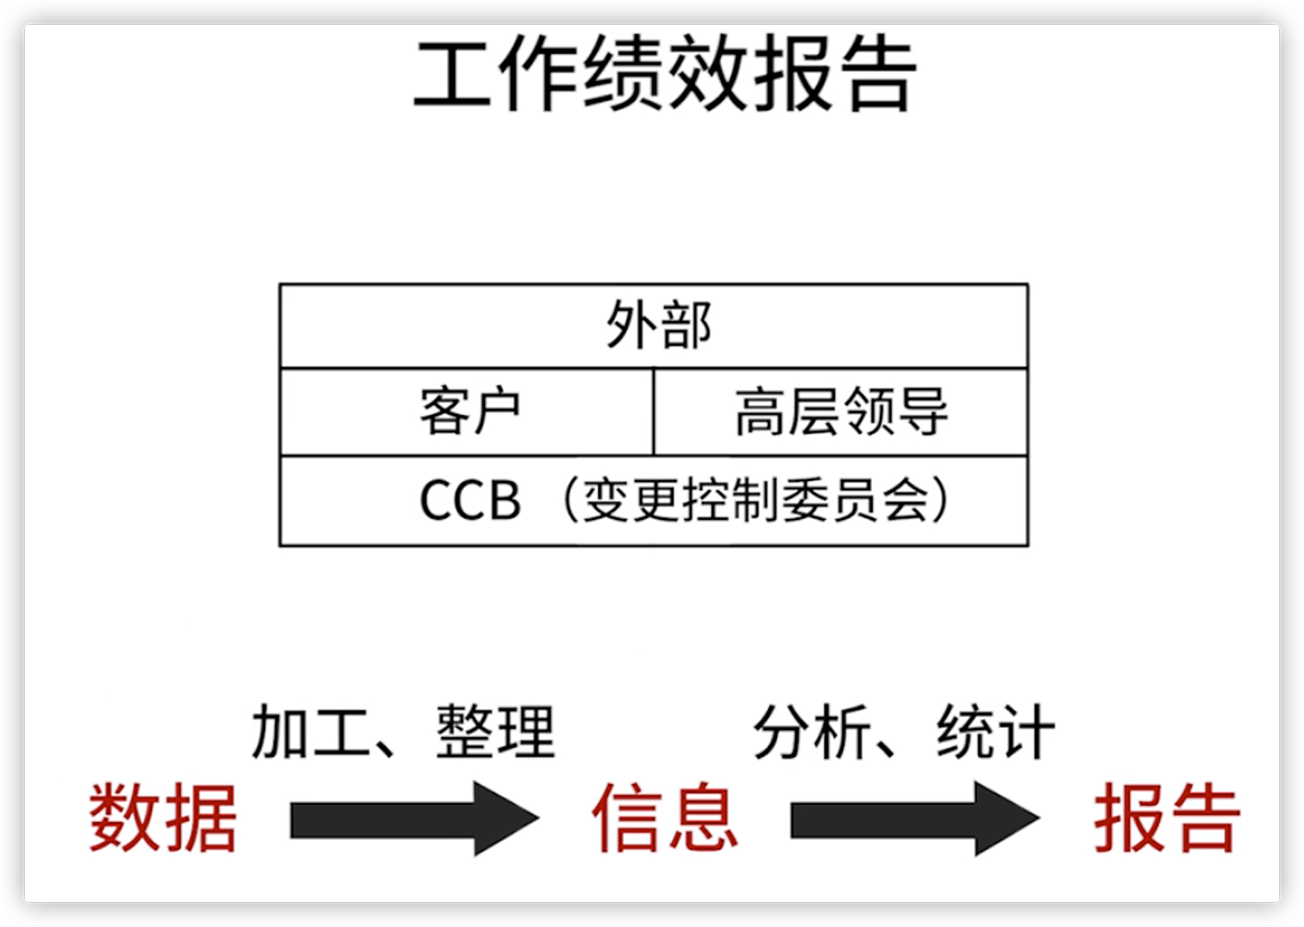 工作绩效报告
外部
客户 高层领导
CCB（变更控制委员会）
加工、整理 分析、统计
数据 信息 报告